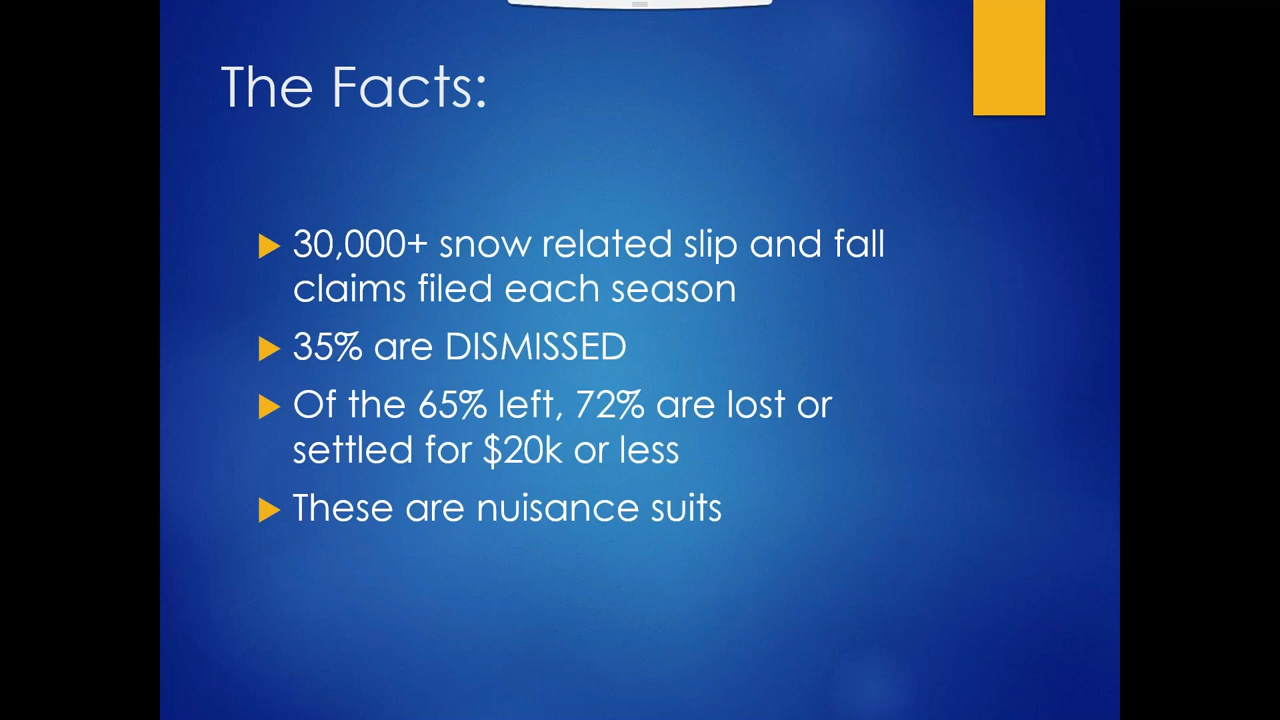 The Facts:
30,000+ snow related slip and fall
claims filed each season
35% are DISMISSED
Of the 65% left, 72% are lost or
settled for $20k or less
These are nuisance suits